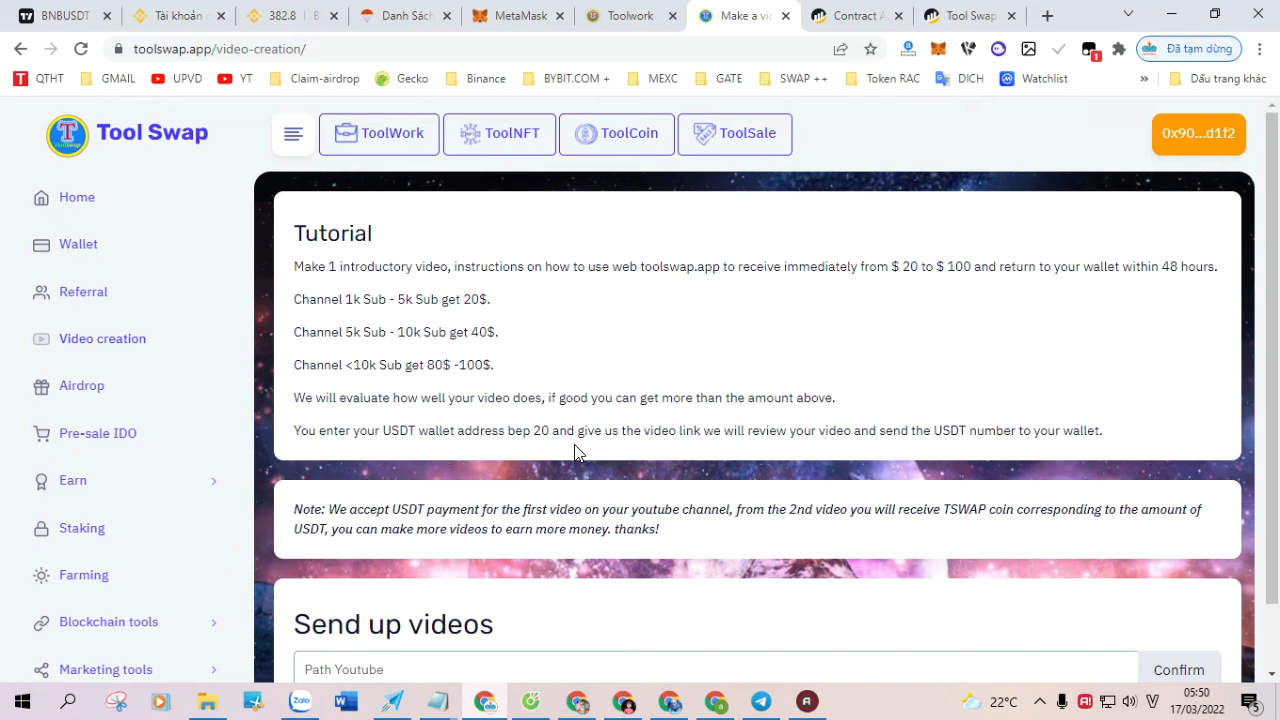 BNBUSDT
Tài khoản
382.8 | B
Danh Sách
MetaMask
Toolwork
Make a vi
Contract A
Tool Swap
toolswap.app/video-creation/
Đã tạm dừng
QTHT
GMAIL
UPVD
YT
Claim-airdrop
Gecko
Binance
BYBIT.COM +
MEXC
GATE
SWAP ++
Token RAC
DICH
Watchlist
»
Dấu trang khác
Tool Swap
ToolWork
ToolNFT
ToolCoin
ToolSale
0x90...d1f2
Home
Wallet
Referral
Video creation
Airdrop
Pre-sale IDO
Earn
Staking
Farming
Blockchain tools
Marketing tools
Tutorial
Make 1 introductory video, instructions on how to use web toolswap.app to receive immediately from $ 20 to $ 100 and return to your wallet within 48 hours.
Channel 1k Sub - 5k Sub get 20$.
Channel 5k Sub - 10k Sub get 40$.
Channel <10k Sub get 80$ -100$.
We will evaluate how well your video does, if good you can get more than the amount above.
You enter your USDT wallet address bep 20 and give us the video link we will review your video and send the USDT number to your wallet.
Note: We accept USDT payment for the first video on your youtube channel, from the 2nd video you will receive TSWAP coin corresponding to the amount of
USDT, you can make more videos to earn more money. thanks!
Send up videos
Path Youtube
Confirm
22°C
05:50
17/03/2022